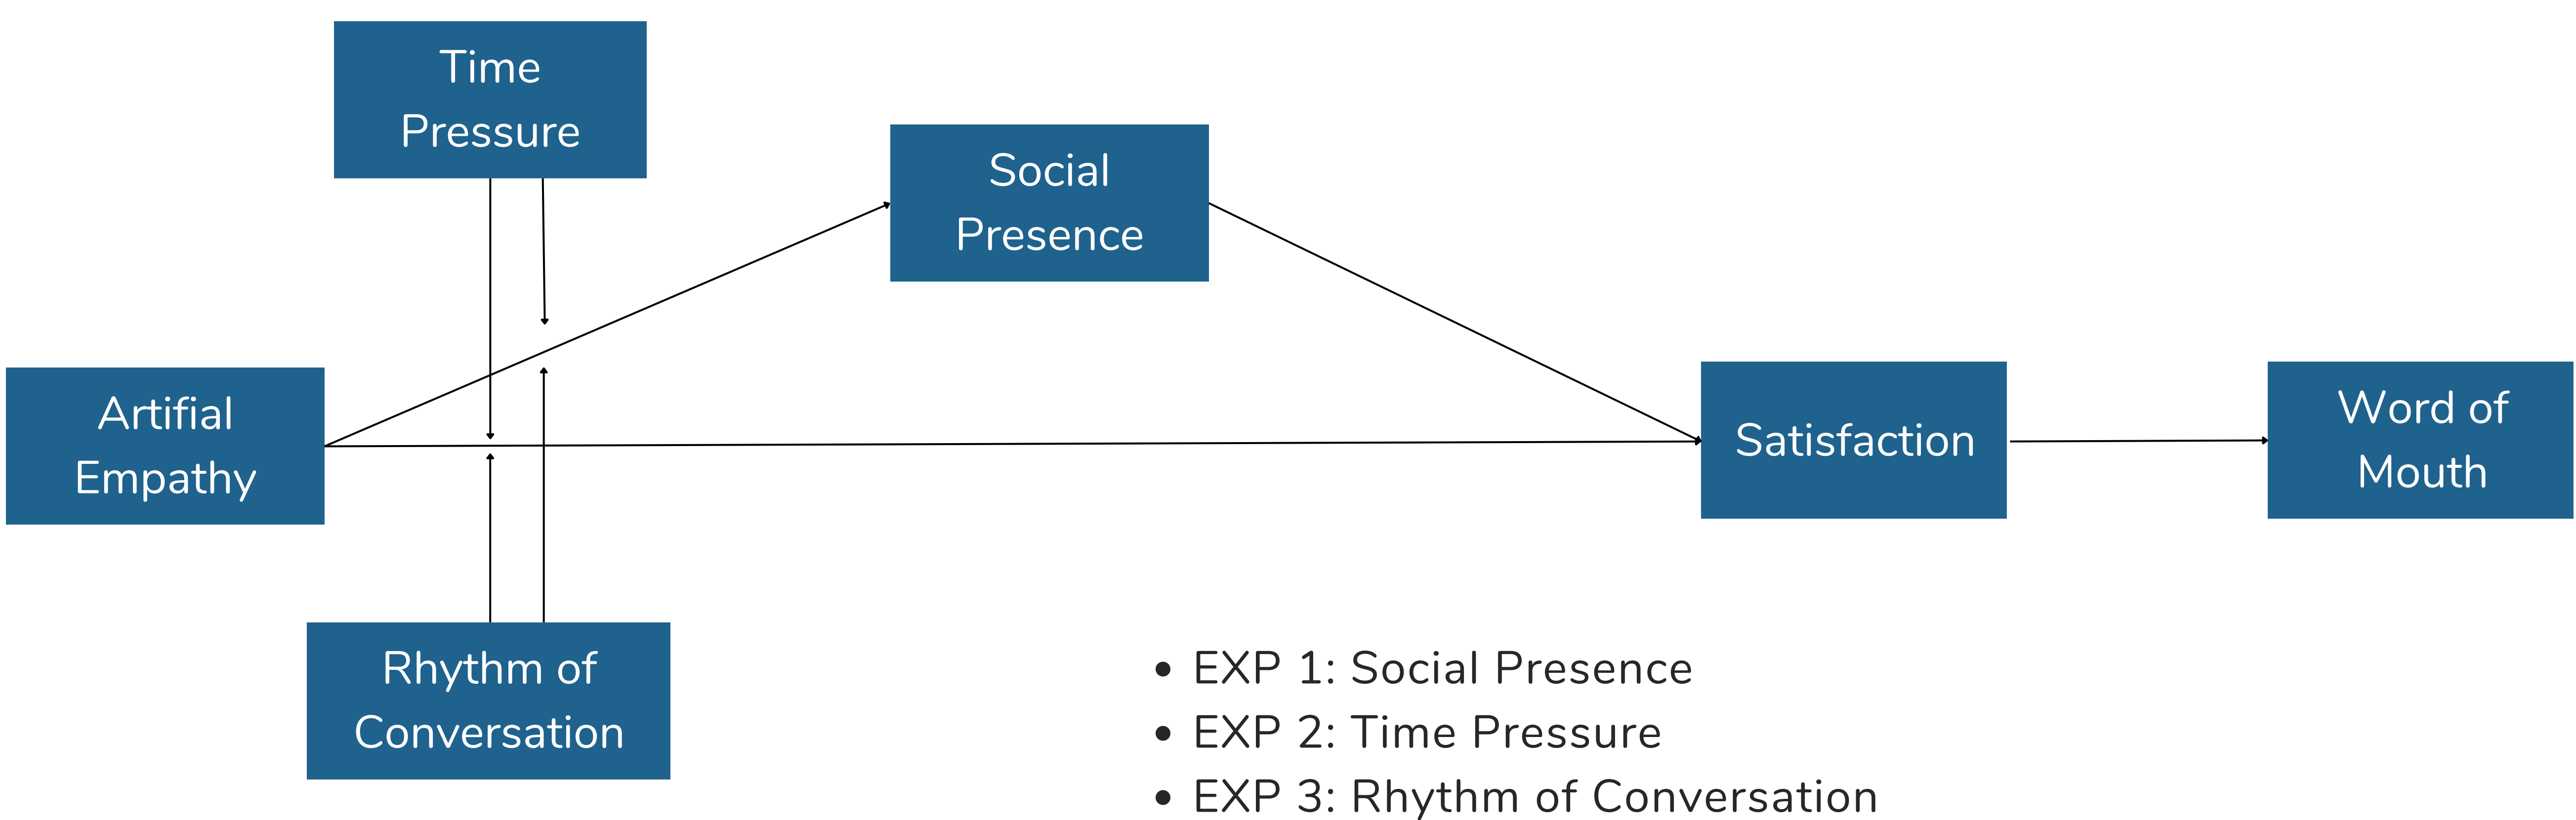 Time
Pressure
Social
Presence
Artifial
Empathy
Satisfaction
Word of
Mouth
Rhythm of
Conversation
• EXP 1: Social Presence
• EXP 2: Time Pressure
• EXP 3: Rhythm of Conversation